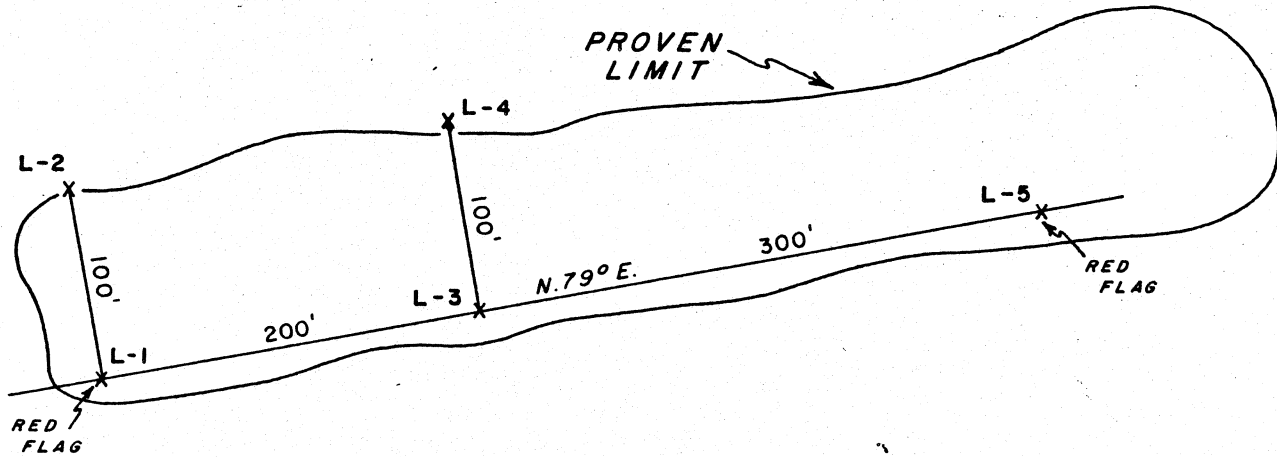 PROVEN
LIMIT
L-4
L-2
100'
100'
L-5
300'
N. 79° E.
L-3
200'
L-1
RED
FLAG
RED
FLAG